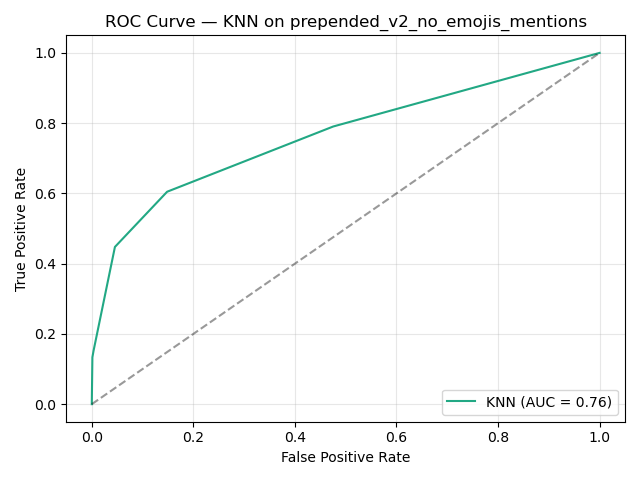 ROC Curve — KNN on prepended_v2_no_emojis_mentions
True Positive Rate
1.0
0.8
0.6
0.4
0.2
0.0
0.0 0.2 0.4 0.6 0.8 1.0
False Positive Rate
KNN (AUC = 0.76)